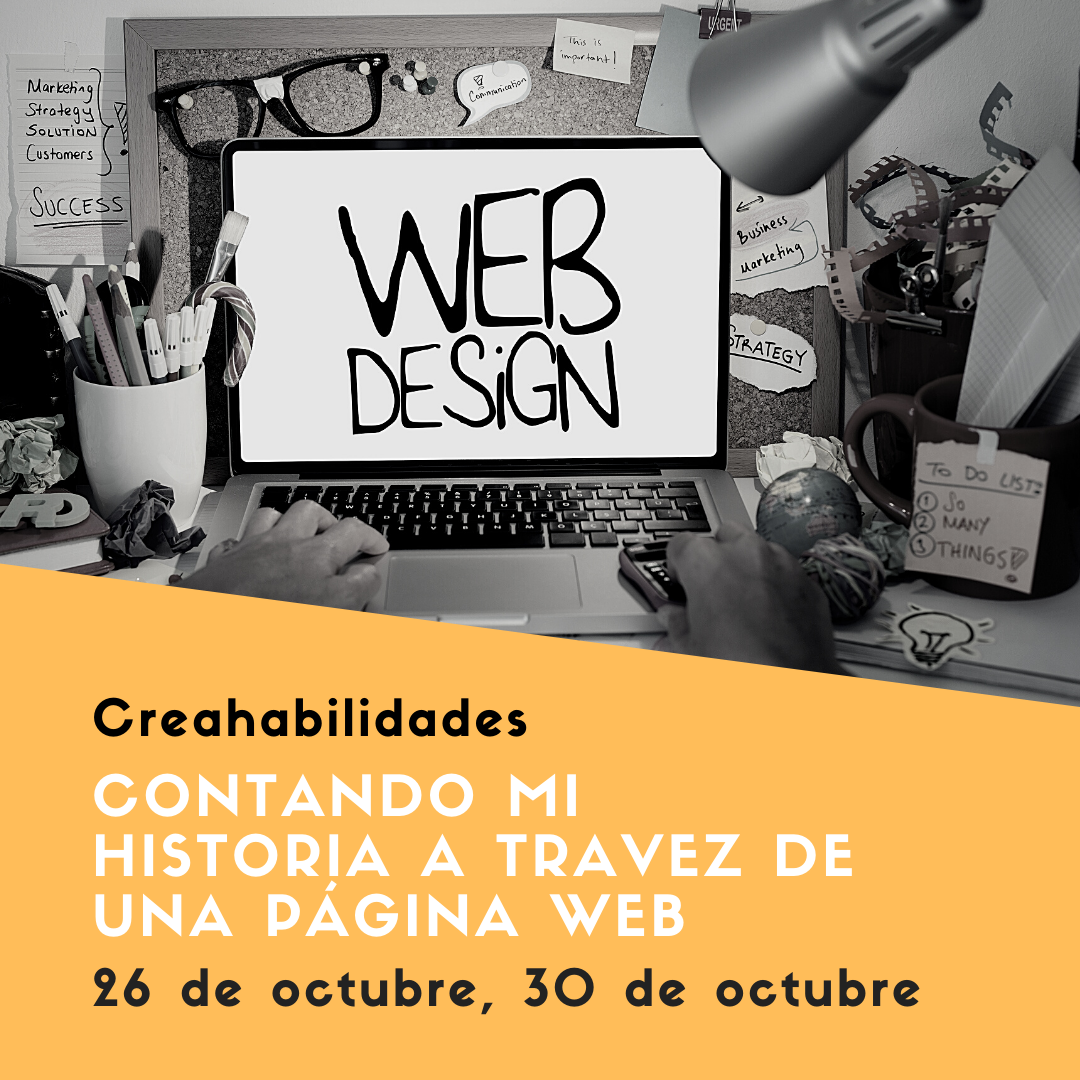 This is
important!
URGENT
Communication
Marketing
Strategy
SOLUTION
Customers
SUCCESS
WEB
DESiGN
Business
Marketing
STRATEGY
TO DO LIST:
1 SO
2 MANY
3 THINGS
Creahabilidades
CONTANDO MI
HISTORIA A TRAVEZ DE
UNA PÁGINA WEB
26 de octubre, 30 de octubre